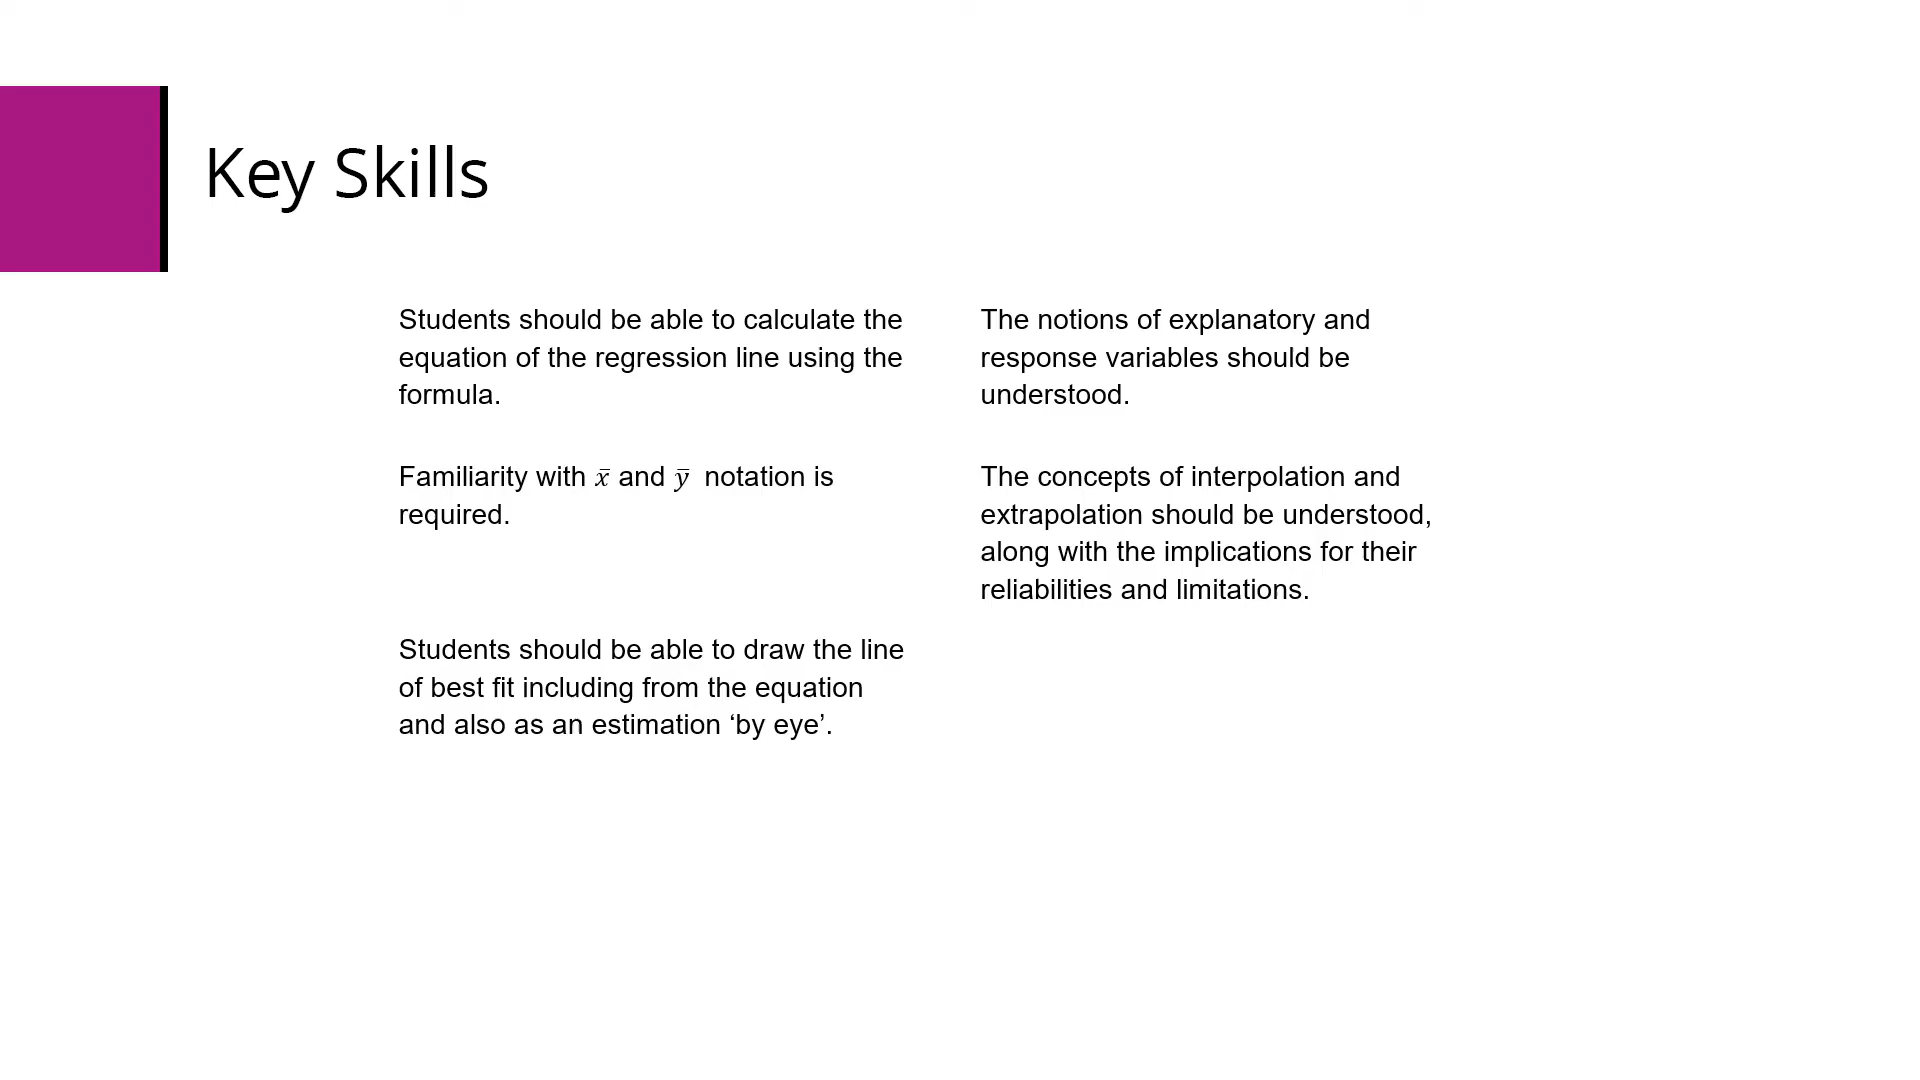 Key Skills
Students should be able to calculate the
equation of the regression line using the
formula.
Familiarity with x̄ and ȳ notation is
required.
Students should be able to draw the line
of best fit including from the equation
and also as an estimation ‘by eye’.
The notions of explanatory and
response variables should be
understood.
The concepts of interpolation and
extrapolation should be understood,
along with the implications for their
reliabilities and limitations.